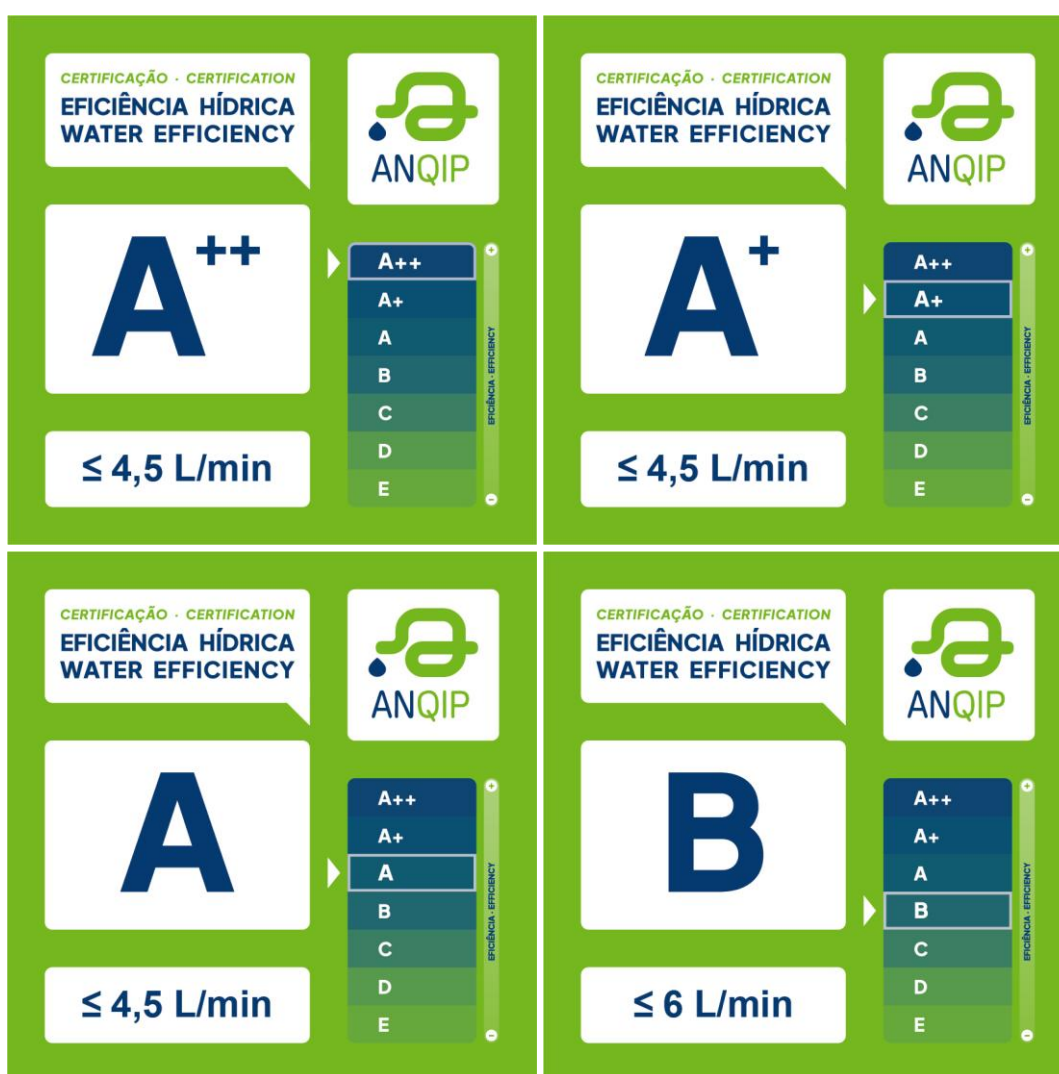 CERTIFICAÇÃO · CERTIFICATION
EFICIÊNCIA HÍDRICA
WATER EFFICIENCY
ANQIP
A++
≤ 4,5 L/min
A++
A+
A
B
C
D
E
+
EFICIÊNCIA · EFFICIENCY
-
CERTIFICAÇÃO · CERTIFICATION
EFICIÊNCIA HÍDRICA
WATER EFFICIENCY
ANQIP
A+
≤ 4,5 L/min
A++
A+
A
B
C
D
E
+
EFICIÊNCIA · EFFICIENCY
-
CERTIFICAÇÃO · CERTIFICATION
EFICIÊNCIA HÍDRICA
WATER EFFICIENCY
ANQIP
A
≤ 4,5 L/min
A++
A+
A
B
C
D
E
+
EFICIÊNCIA · EFFICIENCY
-
CERTIFICAÇÃO · CERTIFICATION
EFICIÊNCIA HÍDRICA
WATER EFFICIENCY
ANQIP
B
≤ 6 L/min
A++
A+
A
B
C
D
E
+
EFICIÊNCIA · EFFICIENCY
-